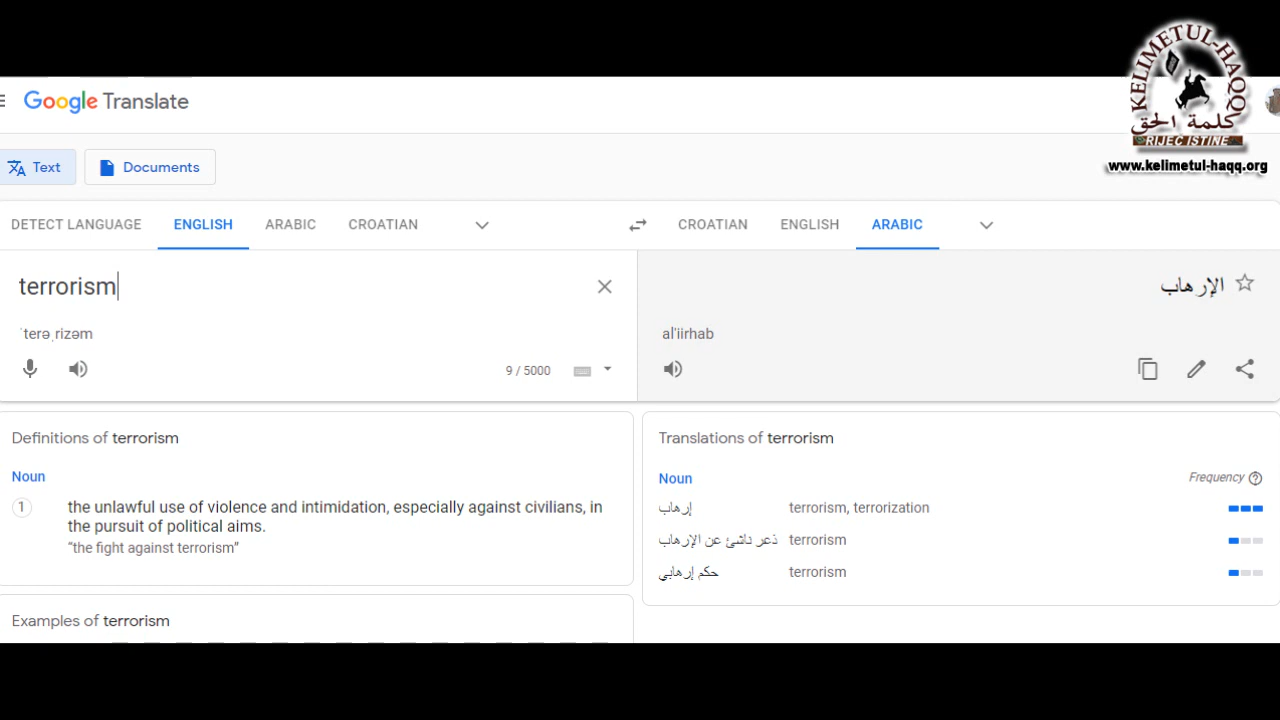 KELIMETUL-HAQQ
كلمة الحق
RIJEC ISTINE
www.kelimetul-haqq.org
Google Translate
Text
Documents
DETECT LANGUAGE ENGLISH ARABIC CROATIAN
CROATIAN ENGLISH ARABIC
terrorism
ˈterəˌrizəm
9 / 5000
الإرهاب
al'iirhab
Definitions of terrorism
Noun
1 the unlawful use of violence and intimidation, especially against civilians, in
the pursuit of political aims.
"the fight against terrorism"
Examples of terrorism
Translations of terrorism
Noun Frequency
إرهاب terrorism, terrorization
ذعر ناشئ عن الإرهاب terrorism
حكم إرهابي terrorism